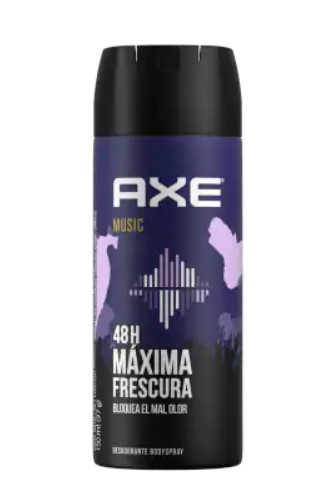 AXE
MUSIC
48H
MÁXIMA
FRESCURA
BLOQUEA EL MAL OLOR
DESODORANTE BODYSPRAY